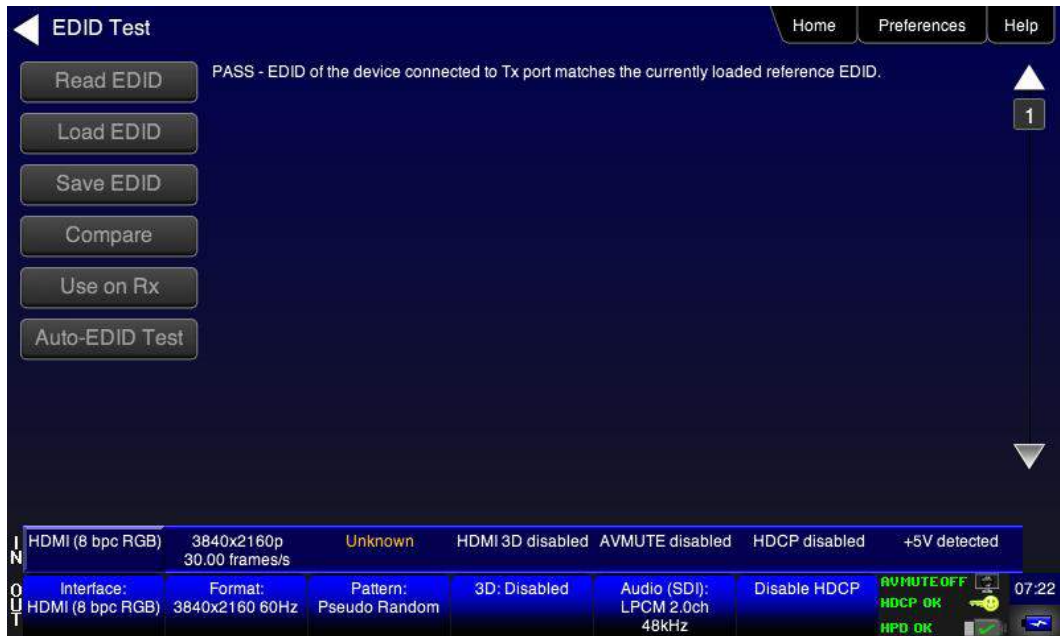 EDID Test
Home
Preferences
Help
Read EDID
PASS - EDID of the device connected to Tx port matches the currently loaded reference EDID.
1
Load EDID
Save EDID
Compare
Use on Rx
Auto-EDID Test
IN
HDMI (8 bpc RGB)
3840x2160p
30.00 frames/s
Unknown
HDMI 3D disabled
AVMUTE disabled
HDCP disabled
+5V detected
OUT
Interface:
HDMI (8 bpc RGB)
Format:
3840x2160 60Hz
Pattern:
Pseudo Random
3D: Disabled
Audio (SDI):
LPCM 2.0ch
48kHz
Disable HDCP
AVMUTEOFF
HDCP OK
HPD OK
07:22